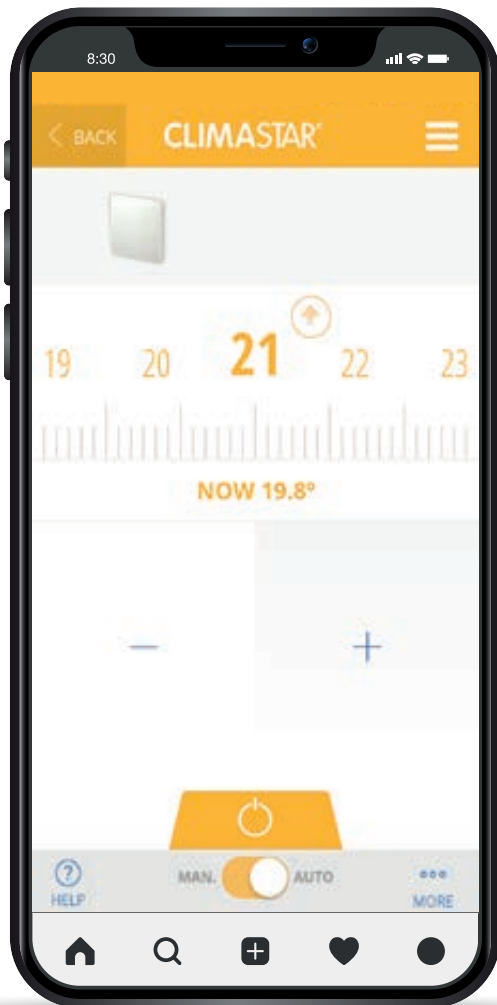 8:30
< BACK
CLIMASTAR®
19 20 21 22 23
NOW 19.8°
− +
MAN. AUTO
HELP
MORE